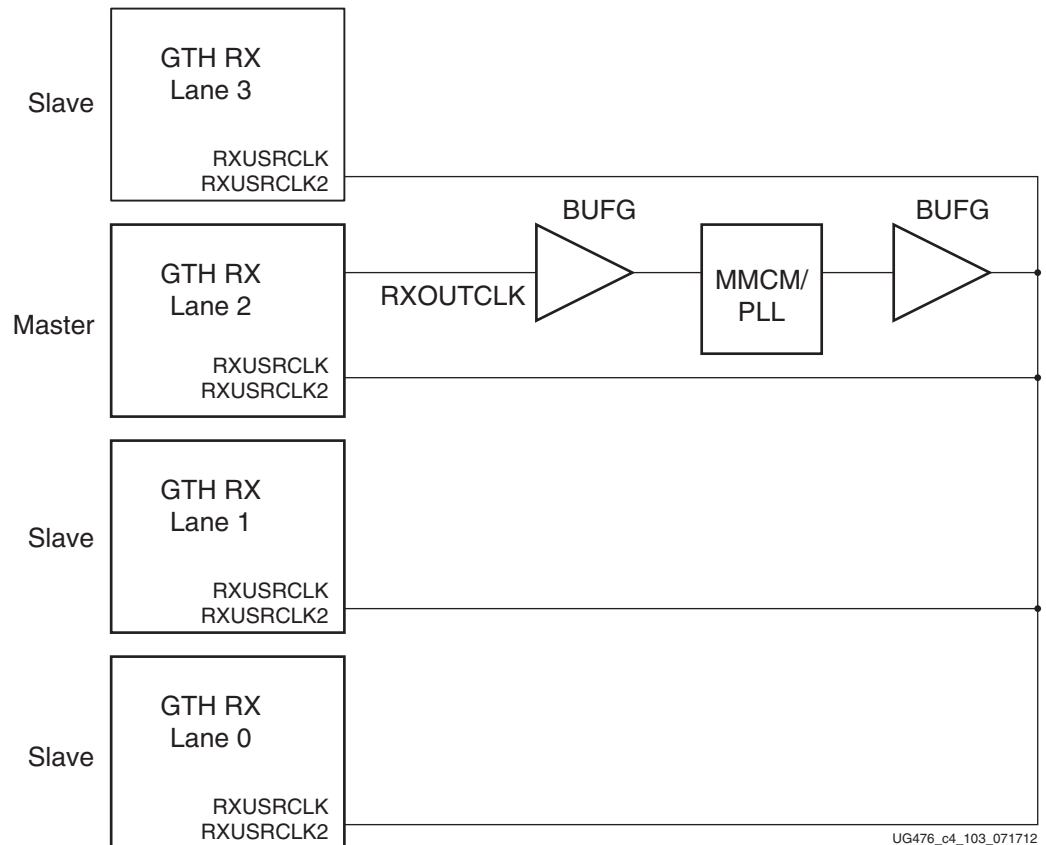 GTH RX
Lane 3
Slave
RXUSRCLK
RXUSRCLK2
BUFG
BUFG
GTH RX
Lane 2
RXOUTCLK
MMCM/
PLL
Master
RXUSRCLK
RXUSRCLK2
GTH RX
Lane 1
Slave
RXUSRCLK
RXUSRCLK2
GTH RX
Lane 0
Slave
RXUSRCLK
RXUSRCLK2
UG476_c4_103_071712